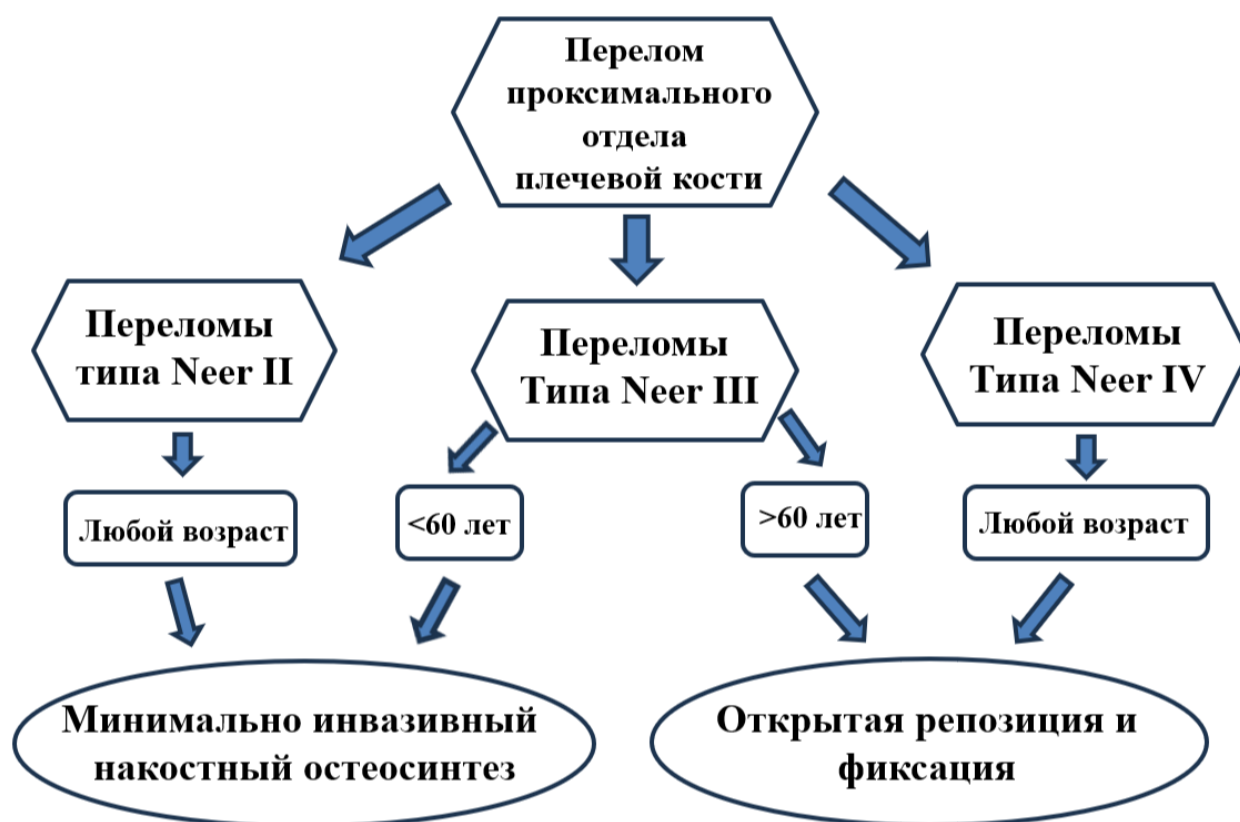 Перелом
проксимального
отдела
плечевой кости
Переломы
типа Neer II
Переломы
Типа Neer III
Переломы
Типа Neer IV
Любой возраст
<60 лет
>60 лет
Любой возраст
Минимально инвазивный
накостный остеосинтез
Открытая репозиция и
фиксация